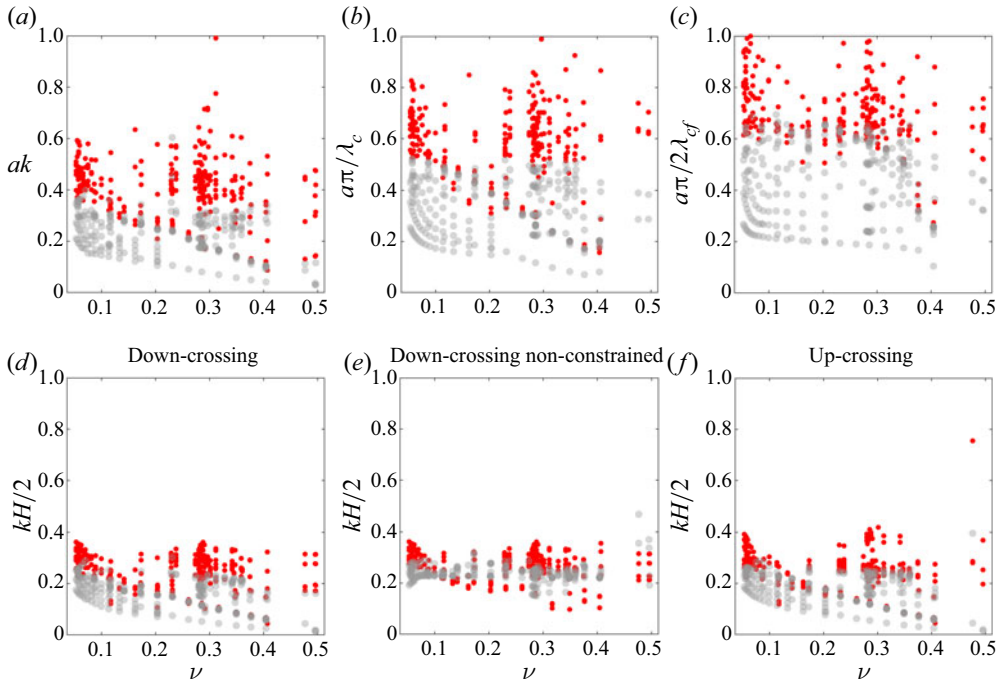 (a) (b) (c)
1.0 1.0 1.0
0.8 0.8 0.8
0.6 0.6 0.6
ak aπ/λc aπ/2λcf
0.4 0.4 0.4
0.2 0.2 0.2
0 0 0
0.1 0.2 0.3 0.4 0.5 0.1 0.2 0.3 0.4 0.5 0.1 0.2 0.3 0.4 0.5
(d) Down-crossing (e) Down-crossing non-constrained (f) Up-crossing
1.0 1.0 1.0
0.8 0.8 0.8
0.6 0.6 0.6
kH/2 kH/2 kH/2
0.4 0.4 0.4
0.2 0.2 0.2
0 0 0
0.1 0.2 0.3 0.4 0.5 0.1 0.2 0.3 0.4 0.5 0.1 0.2 0.3 0.4 0.5
ν ν ν